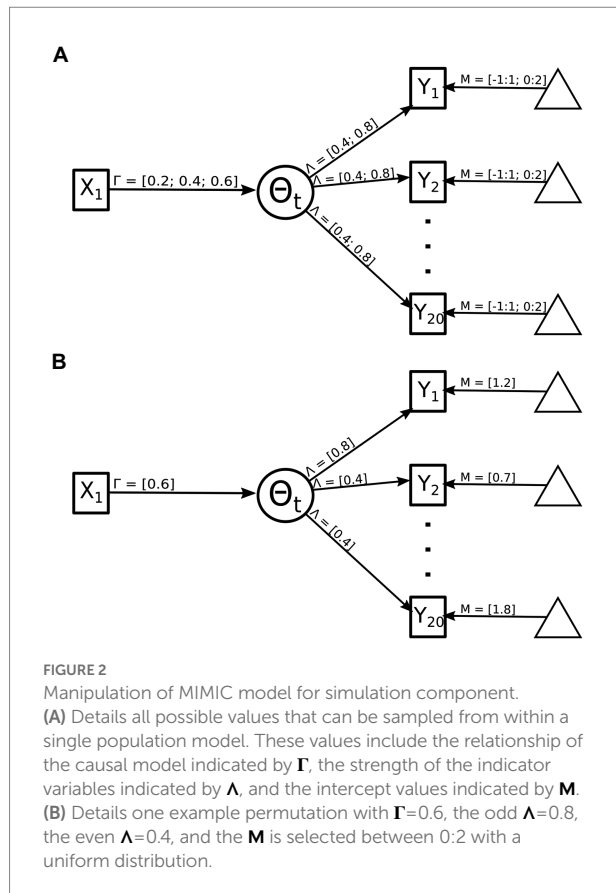 A
Y1
M = [-1:1; 0:2]
Λ = [0.4; 0.8]
X1
Γ = [0.2; 0.4; 0.6]
Θt
Λ = [0.4; 0.8]
Y2
M = [-1:1; 0:2]
Λ = [0.4; 0.8]
Y20
M = [-1:1; 0:2]
B
Y1
M = [1.2]
Λ = [0.8]
X1
Γ = [0.6]
Θt
Λ = [0.4]
Y2
M = [0.7]
Λ = [0.4]
Y20
M = [1.8]
FIGURE 2
Manipulation of MIMIC model for simulation component.
(A) Details all possible values that can be sampled from within a
single population model. These values include the relationship of
the causal model indicated by Γ, the strength of the indicator
variables indicated by Λ, and the intercept values indicated by M.
(B) Details one example permutation with Γ=0.6, the odd Λ=0.8,
the even Λ=0.4, and the M is selected between 0:2 with a
uniform distribution.